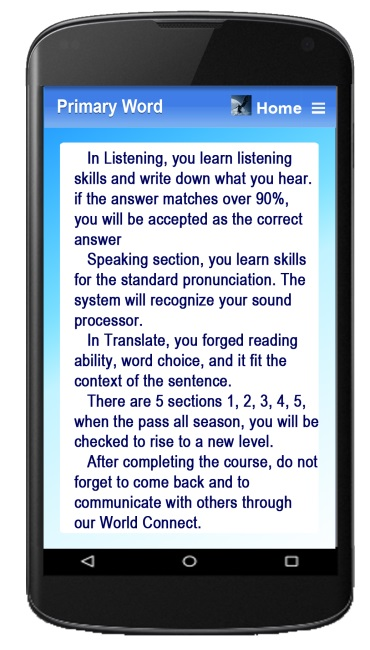 Primary Word Home
In Listening, you learn listening
skills and write down what you hear.
if the answer matches over 90%,
you will be accepted as the correct
answer
Speaking section, you learn skills
for the standard pronunciation. The
system will recognize your sound
processor.
In Translate, you forged reading
ability, word choice, and it fit the
context of the sentence.
There are 5 sections 1, 2, 3, 4, 5,
when the pass all season, you will be
checked to rise to a new level.
After completing the course, do not
forget to come back and to
communicate with others through
our World Connect.